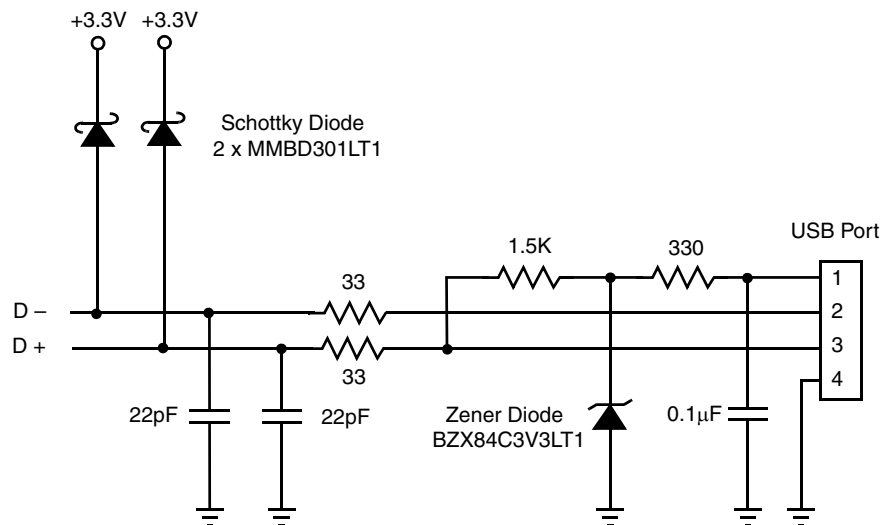 +3.3V +3.3V
Schottky Diode
2 x MMBD301LT1
USB Port
1.5K 330
1
33
D – 2
D + 3
33
4
22pF 22pF
Zener Diode
BZX84C3V3LT1
0.1µF